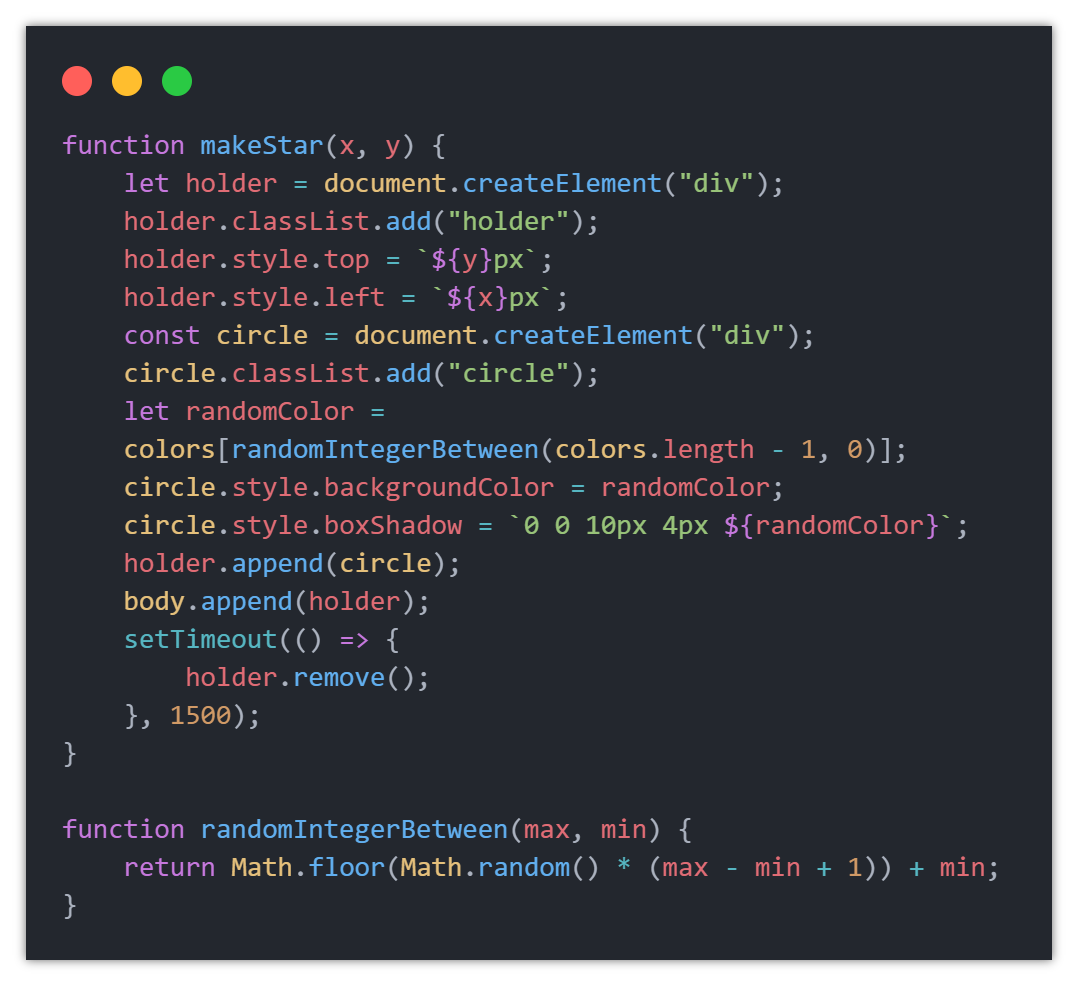 function makeStar(x, y) {
    let holder = document.createElement("div");
    holder.classList.add("holder");
    holder.style.top = `${y}px`;
    holder.style.left = `${x}px`;
    const circle = document.createElement("div");
    circle.classList.add("circle");
    let randomColor =
    colors[randomIntegerBetween(colors.length - 1, 0)];
    circle.style.backgroundColor = randomColor;
    circle.style.boxShadow = `0 0 10px 4px ${randomColor}`;
    holder.append(circle);
    body.append(holder);
    setTimeout(() => {
        holder.remove();
    }, 1500);
}

function randomIntegerBetween(max, min) {
    return Math.floor(Math.random() * (max - min + 1)) + min;
}